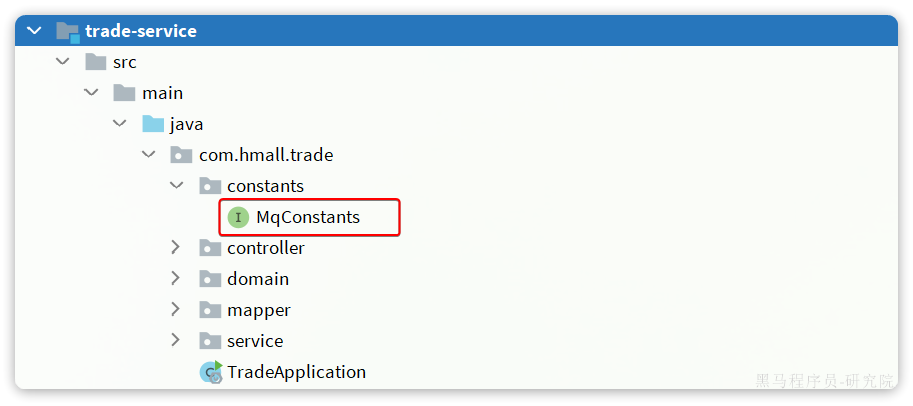 trade-service
src
main
java
com.hmall.trade
constants
I MqConstants
controller
domain
mapper
service
C TradeApplication
黑马程序员-研究院